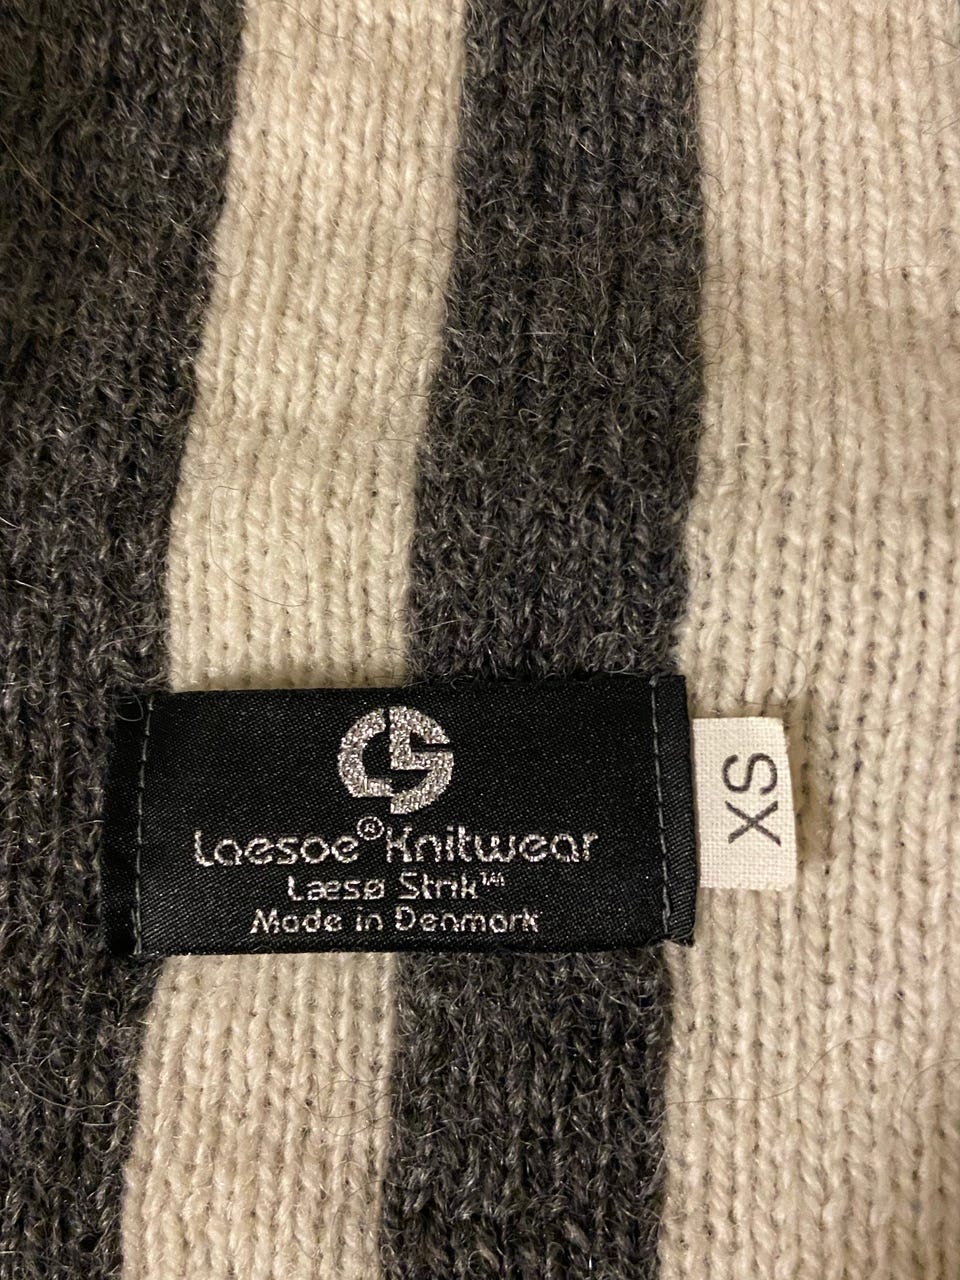 Laesoe® Knitwear
Læsø Strik™
Made in Denmark
XS